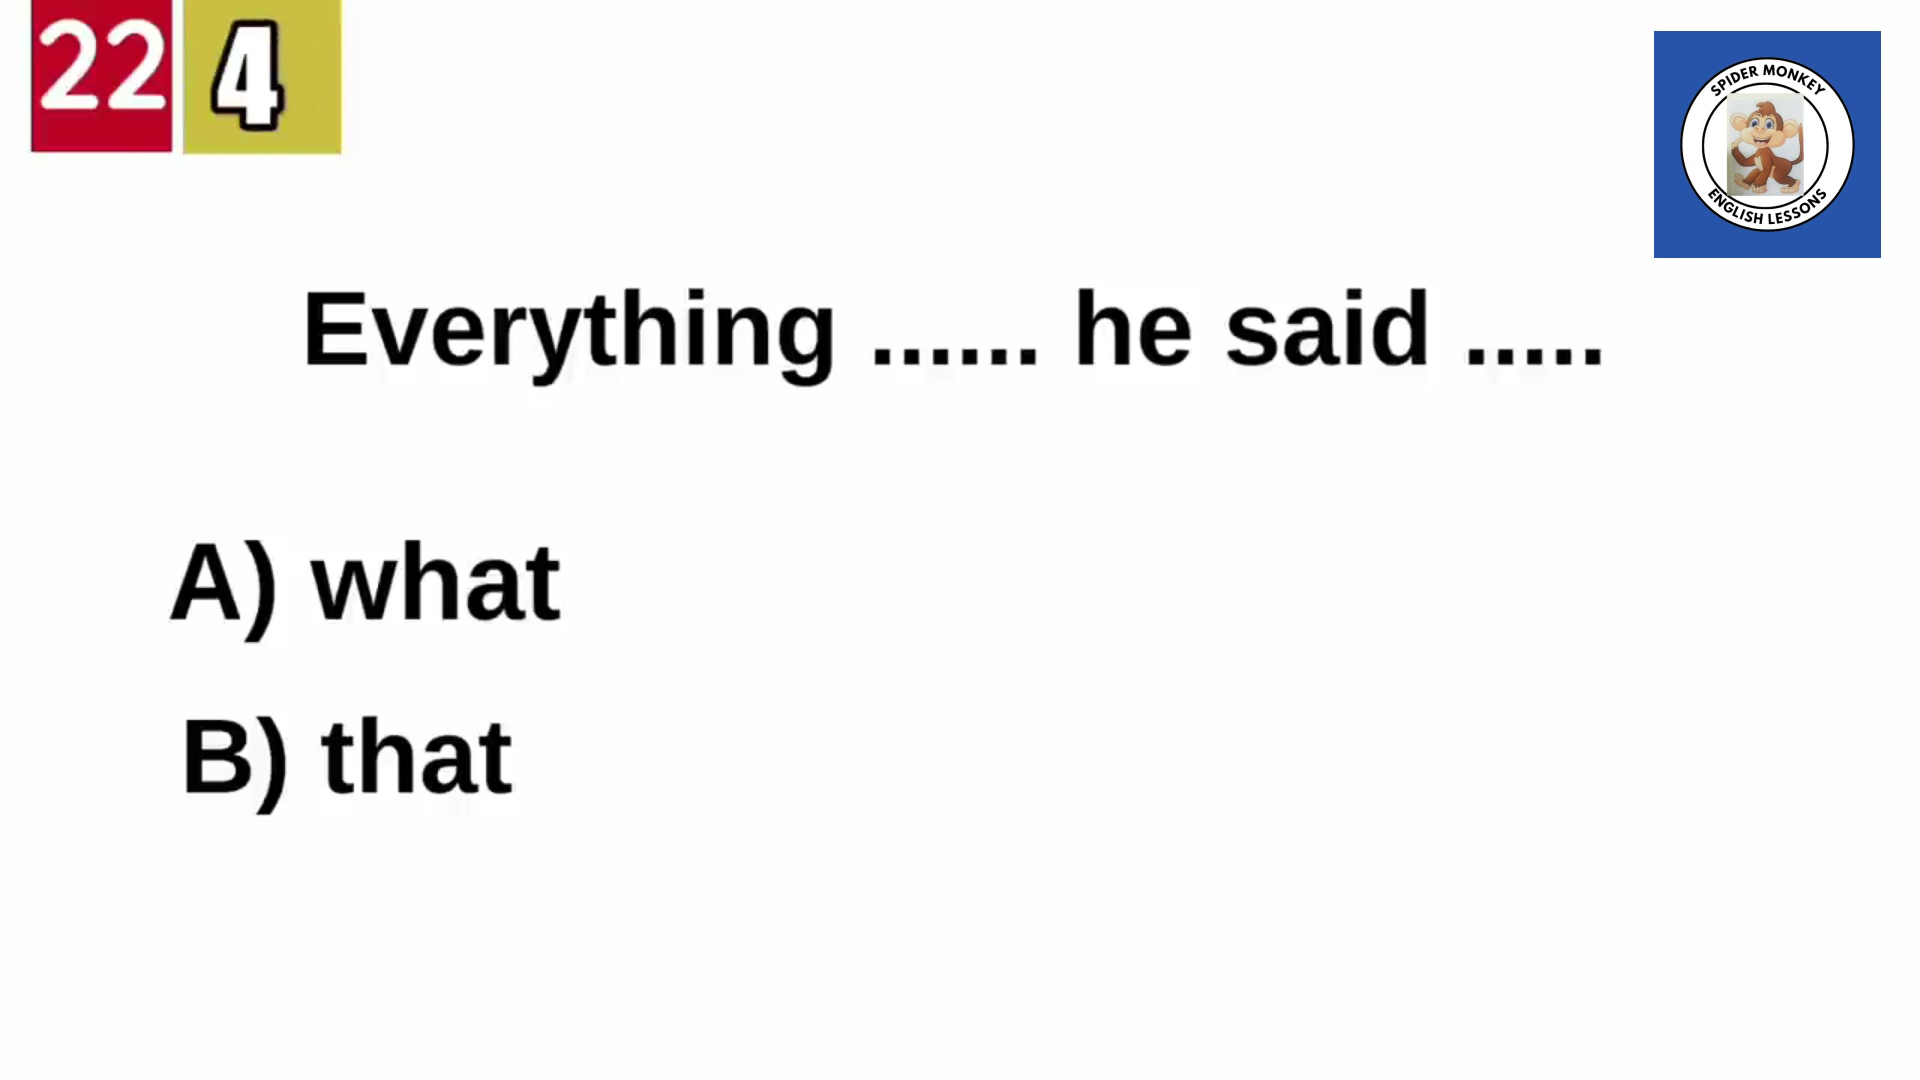 22 4
SPIDER MONKEY
ENGLISH LESSONS
Everything ...... he said .....
A) what
B) that